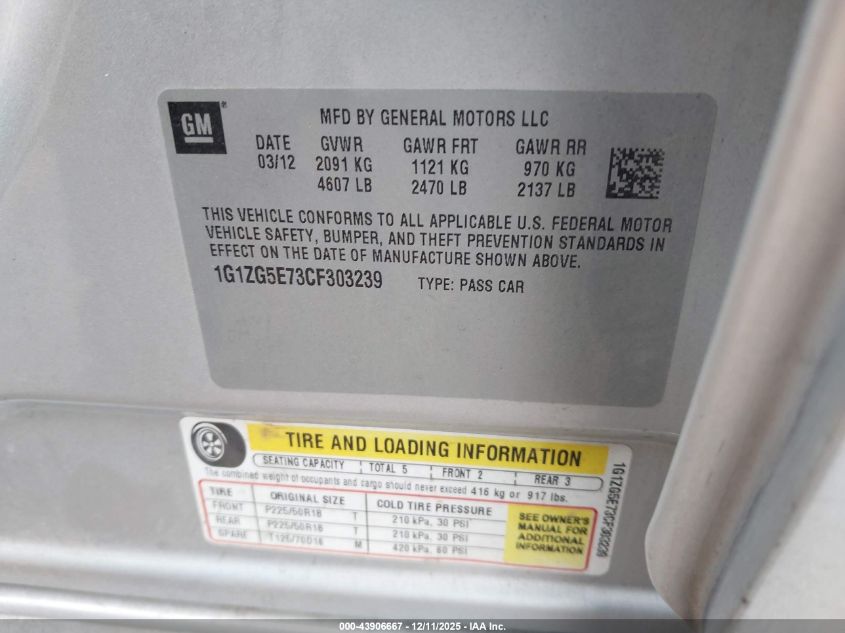 GM
MFD BY GENERAL MOTORS LLC
DATE GVWR GAWR FRT GAWR RR
03/12 2091 KG 1121 KG 970 KG
4607 LB 2470 LB 2137 LB
THIS VEHICLE CONFORMS TO ALL APPLICABLE U.S. FEDERAL MOTOR
VEHICLE SAFETY, BUMPER, AND THEFT PREVENTION STANDARDS IN
EFFECT ON THE DATE OF MANUFACTURE SHOWN ABOVE.
1G1ZG5E73CF303239 TYPE: PASS CAR
TIRE AND LOADING INFORMATION
SEATING CAPACITY TOTAL 5 FRONT 2 REAR 3
The combined weight of occupants and cargo should never exceed 416 kg or 917 lbs.
TIRE ORIGINAL SIZE COLD TIRE PRESSURE
FRONT P225/50R18 T 210 kPa, 30 PSI
REAR P225/50R18 T 210 kPa, 30 PSI
SPARE M 420 kPa, 60 PSI
SEE OWNER'S
MANUAL FOR
ADDITIONAL
INFORMATION
1G1ZG5E73CF303239
000-43906667 - 12/11/2025 - IAA Inc.